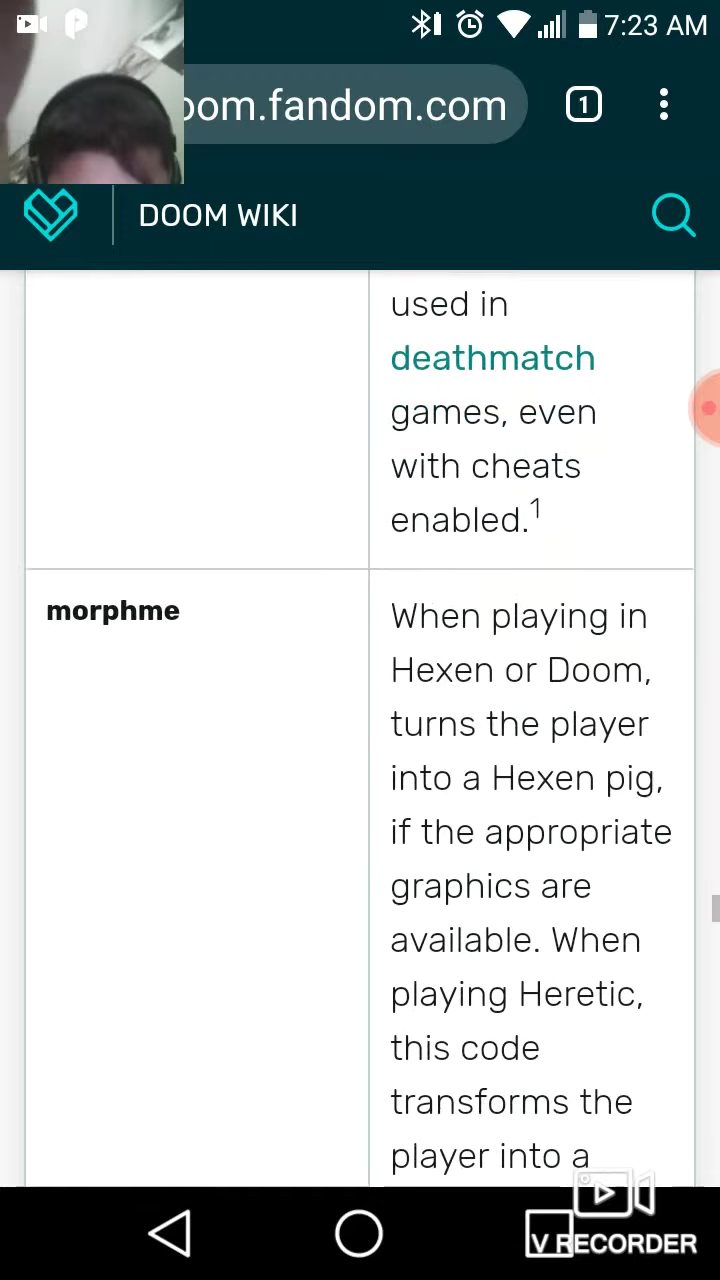 7:23 AM
oom.fandom.com
1
DOOM WIKI
used in
deathmatch
games, even
with cheats
enabled.1
morphme
When playing in
Hexen or Doom,
turns the player
into a Hexen pig,
if the appropriate
graphics are
available. When
playing Heretic,
this code
transforms the
player into a
V RECORDER